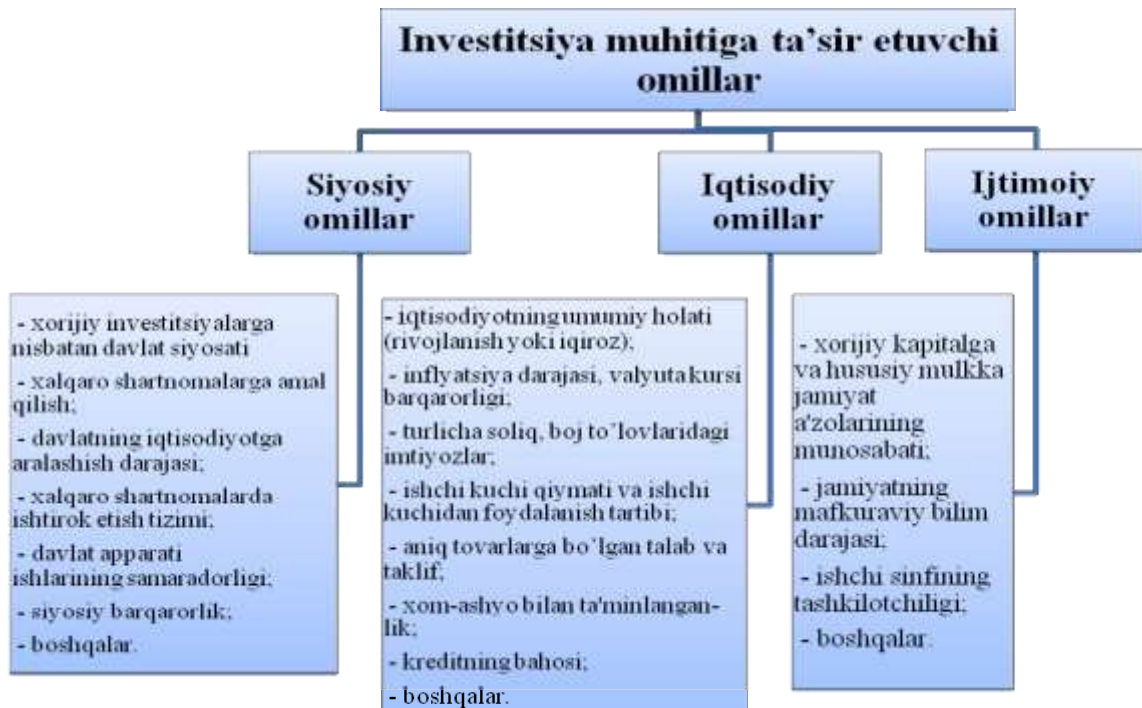 Investitsiya muhitiga ta’sir etuvchi
omillar
Siyosiy
omillar
Iqtisodiy
omillar
Ijtimoiy
omillar
- xorijiy investitsiyalarga
nisbatan davlat siyosati
- xalqaro shartnomalarga amal
qilish;
- davlatning iqtisodiyotga
aralashish darajasi;
- xalqaro shartnomalarda
ishtirok etish tizimi;
- davlat apparati
ishlarining samaradorligi;
- siyosiy barqarorlik;
- boshqalar.
- iqtisodiyotning umumiy holati
(rivojlanish yoki iqiroz);
- inflyatsiya darajasi, valyuta kursi
barqarorligi;
- turlicha soliq, boj to`lovlaridagi
imtiyozlar;
- ishchi kuchi qiymati va ishchi
kuchidan foydalanish tartibi;
- aniq tovarlarga bo`lgan talab va
taklif;
- xom-ashyo bilan ta'minlangan-
lik;
- kreditning bahosi;
- boshqalar.
- xorijiy kapitalga
va hususiy mulkka
jamiyat
a'zolarining
munosabati;
- jamiyatning
mafkuraviy bilim
darajasi;
- ishchi sinfining
tashkilotchiligi;
- boshqalar.